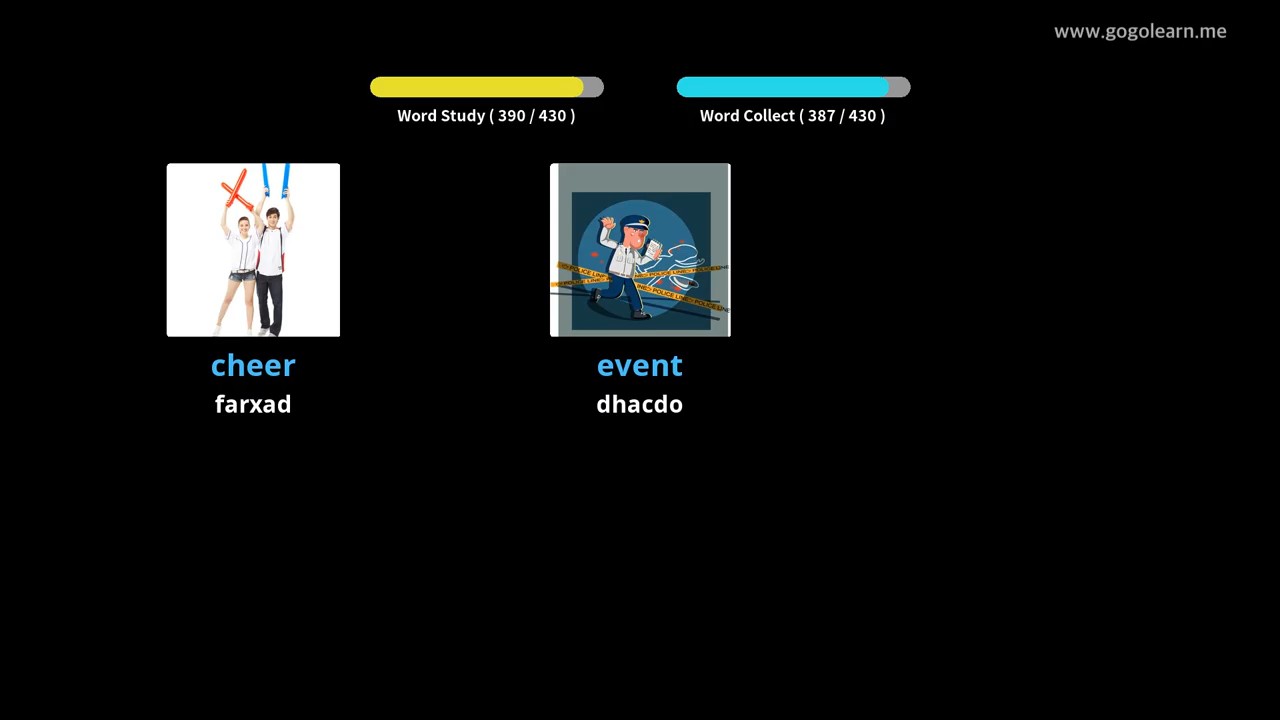 www.gogolearn.me
Word Study ( 390 / 430 )
Word Collect ( 387 / 430 )
cheer
farxad
event
dhacdo